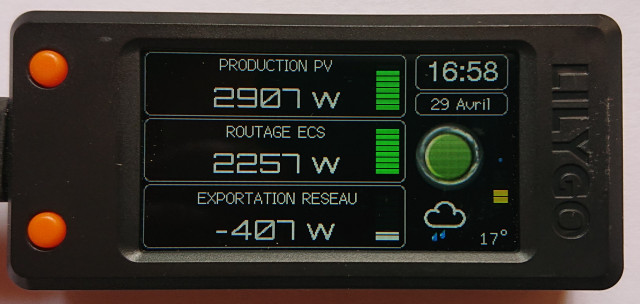 PRODUCTION PV
2907 W
ROUTAGE ECS
2257 W
EXPORTATION RESEAU
-407 W
16:58
29 Avril
17°
LILYGO